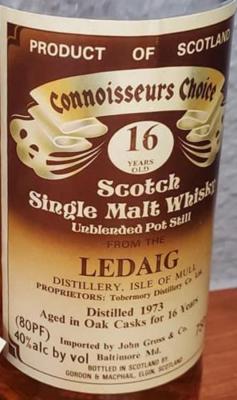 PRODUCT OF SCOTLAND
Connoisseurs Choice
16
YEARS
OLD
Scotch
Single Malt Whisky
Unblended Pot Still
FROM THE
LEDAIG
DISTILLERY, ISLE OF MULL
PROPRIETORS: Tobermory Distillery Co. Ltd.
Distilled 1973
Aged in Oak Casks for 16 Years
(80PF)
40%alc by vol
Imported by John Gross & Co.
Baltimore Md.
BOTTLED IN SCOTLAND BY
GORDON & MACPHAIL, ELGIN, SCOTLAND